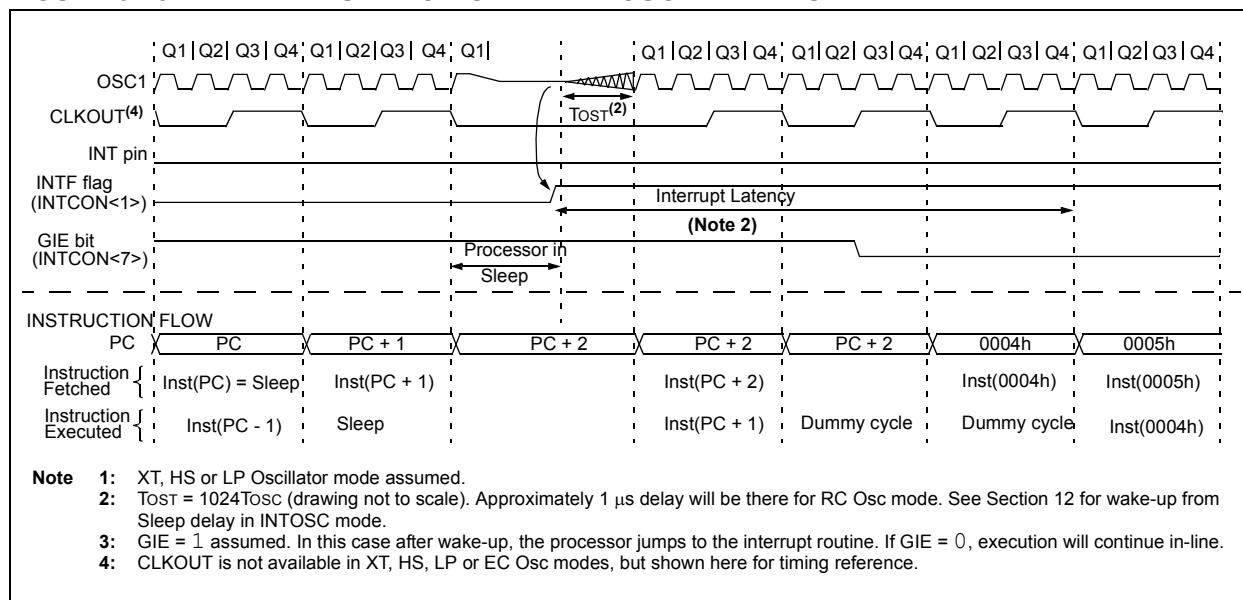 Q1 Q2 Q3 Q4 Q1 Q2 Q3 Q4 Q1 Q1 Q2 Q3 Q4 Q1 Q2 Q3 Q4 Q1 Q2 Q3 Q4 Q1 Q2 Q3 Q4
OSC1
TOST(2)
CLKOUT(4)
INT pin
INTF flag
(INTCON<1>)
Interrupt Latency
(Note 2)
GIE bit
(INTCON<7>)
Processor in
Sleep
INSTRUCTION FLOW
PC PC PC + 1 PC + 2 PC + 2 PC + 2 0004h 0005h
Instruction
Fetched
Inst(PC) = Sleep Inst(PC + 1) Inst(PC + 2) Inst(0004h) Inst(0005h)
Instruction
Executed
Inst(PC - 1) Sleep Inst(PC + 1) Dummy cycle Dummy cycle Inst(0004h)
Note 1: XT, HS or LP Oscillator mode assumed.
2: TOST = 1024TOSC (drawing not to scale). Approximately 1 μs delay will be there for RC Osc mode. See Section 12 for wake-up from
Sleep delay in INTOSC mode.
3: GIE = 1 assumed. In this case after wake-up, the processor jumps to the interrupt routine. If GIE = 0, execution will continue in-line.
4: CLKOUT is not available in XT, HS, LP or EC Osc modes, but shown here for timing reference.